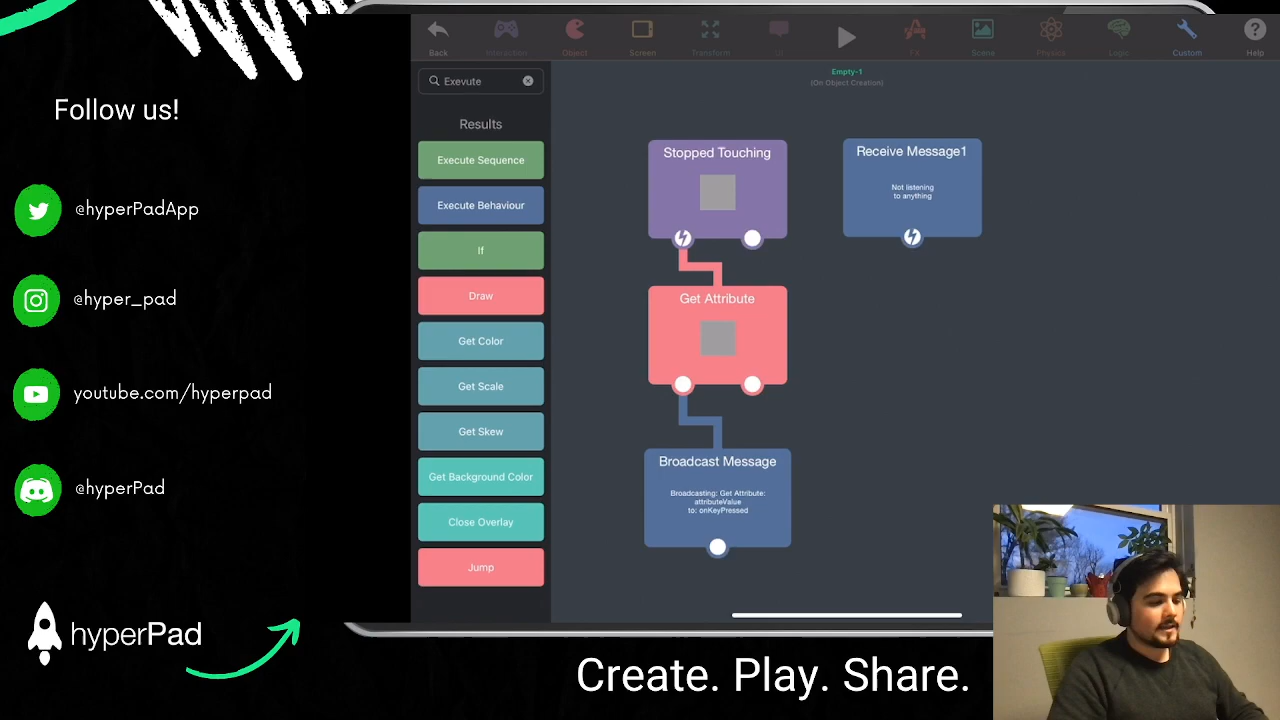 Follow us!
@hyperPadApp
@hyper_pad
youtube.com/hyperpad
@hyperPad
hyperPad
Back
Interaction
Object
Screen
Transform
UI
FX
Scene
Physics
Logic
Custom
Help
Empty-1
(On Object Creation)
Exevute
Results
Execute Sequence
Execute Behaviour
If
Draw
Get Color
Get Scale
Get Skew
Get Background Color
Close Overlay
Jump
Stopped Touching
Get Attribute
Broadcast Message
Broadcasting: Get Attribute:
attributeValue
to: onKeyPressed
Receive Message1
Not listening
to anything
Create. Play. Share.